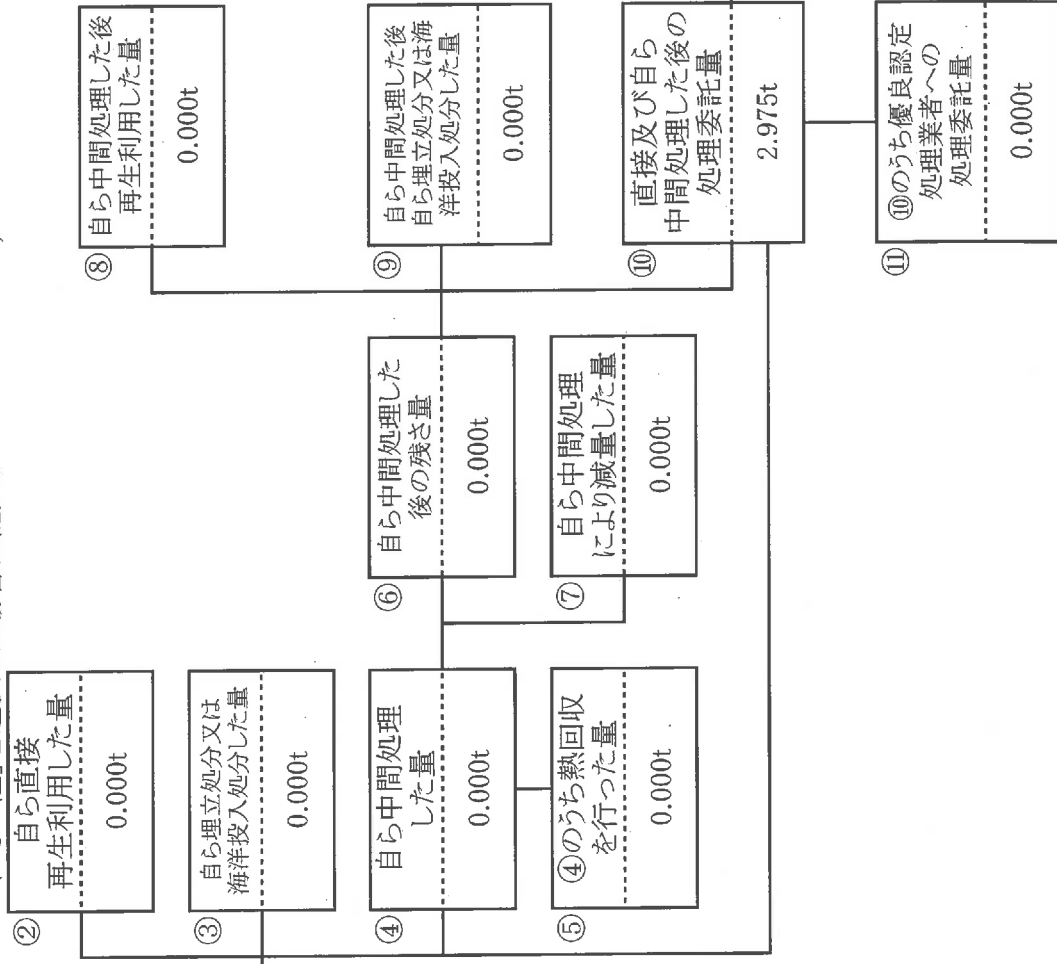 ②
自ら直接
再生利用した量
0.000t
③
自ら埋立処分又は
海洋投入処分した量
0.000t
④
自ら中間処理
した量
0.000t
⑤
④のうち熱回収
を行った量
0.000t
⑥
自ら中間処理した
後の残さ量
0.000t
⑦
自ら中間処理
により減量した量
0.000t
⑧
自ら中間処理した後
再生利用した量
0.000t
⑨
自ら中間処理した後
自ら埋立処分又は海
洋投入処分した量
0.000t
⑩
直接及び自ら
中間処理した後の
処理委託量
2.975t
⑪
⑩のうち優良認定
処理業者への
処理委託量
0.000t